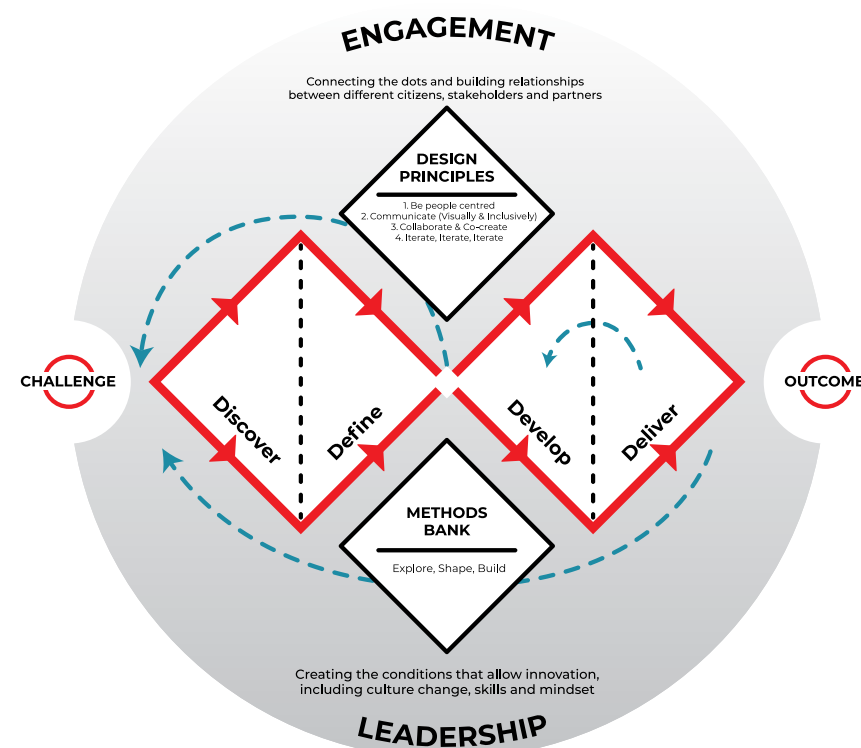 ENGAGEMENT
Connecting the dots and building relationships
between different citizens, stakeholders and partners
DESIGN
PRINCIPLES
1. Be people centred
2. Communicate (Visually & Inclusively)
3. Collaborate & Co-create
4. Iterate, Iterate, Iterate
CHALLENGE
OUTCOME
Discover
Define
Develop
Deliver
METHODS
BANK
Explore, Shape, Build
Creating the conditions that allow innovation,
including culture change, skills and mindset
LEADERSHIP